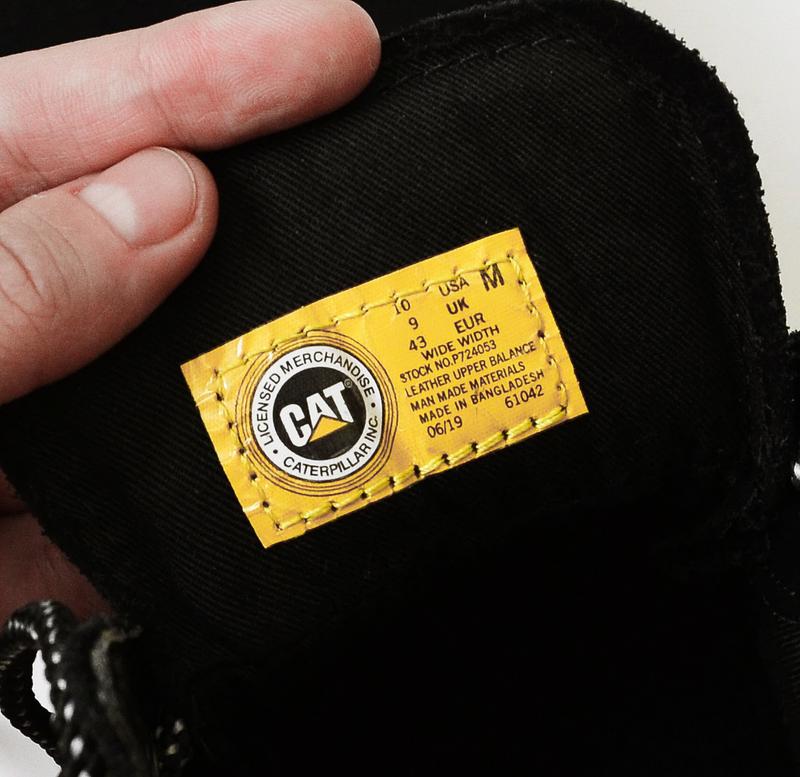 LICENSED MERCHANDISE
CAT®
CATERPILLAR INC.
10 USA M
9 UK
43 EUR
WIDE WIDTH
STOCK NO.P724053
LEATHER UPPER BALANCE
MAN MADE MATERIALS
MADE IN BANGLADESH
06/19 61042